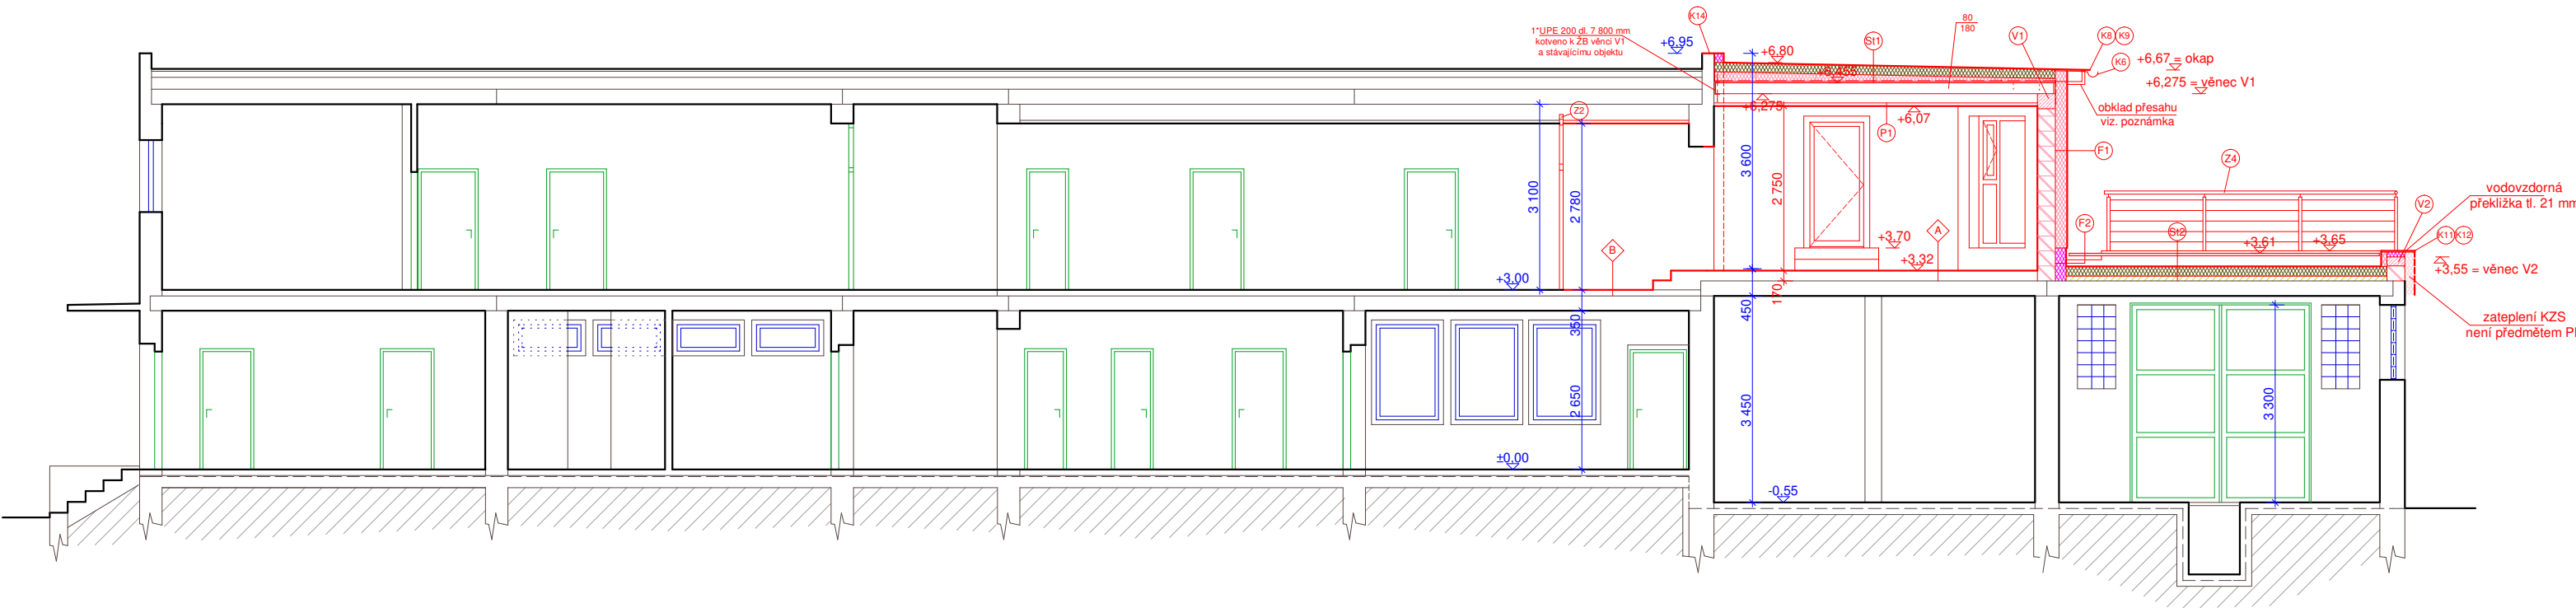 K14
1*UPE 200 dl. 7 800 mm
kotveno k ŽB věnci V1
a stávajícímu objektu
+6,95
+6,80
St1
80
180
V1
K8
K9
K6
+6,67 = okap
+6,275 = věnec V1
+6,455
+6,275
+6,07
P1
obklad přesahu
viz. poznámka
F1
Z2
Z4
3 600
3 100
2 780
2 750
vodovzdorná
překližka tl. 21 mm
V2
K11
K12
F2
St2
+3,61
+3,65
+3,55 = věnec V2
+3,70
+3,32
A
B
+3,00
170
450
350
zateplení KZS
není předmětem
2 650
3 450
3 300
±0,00
-0,55